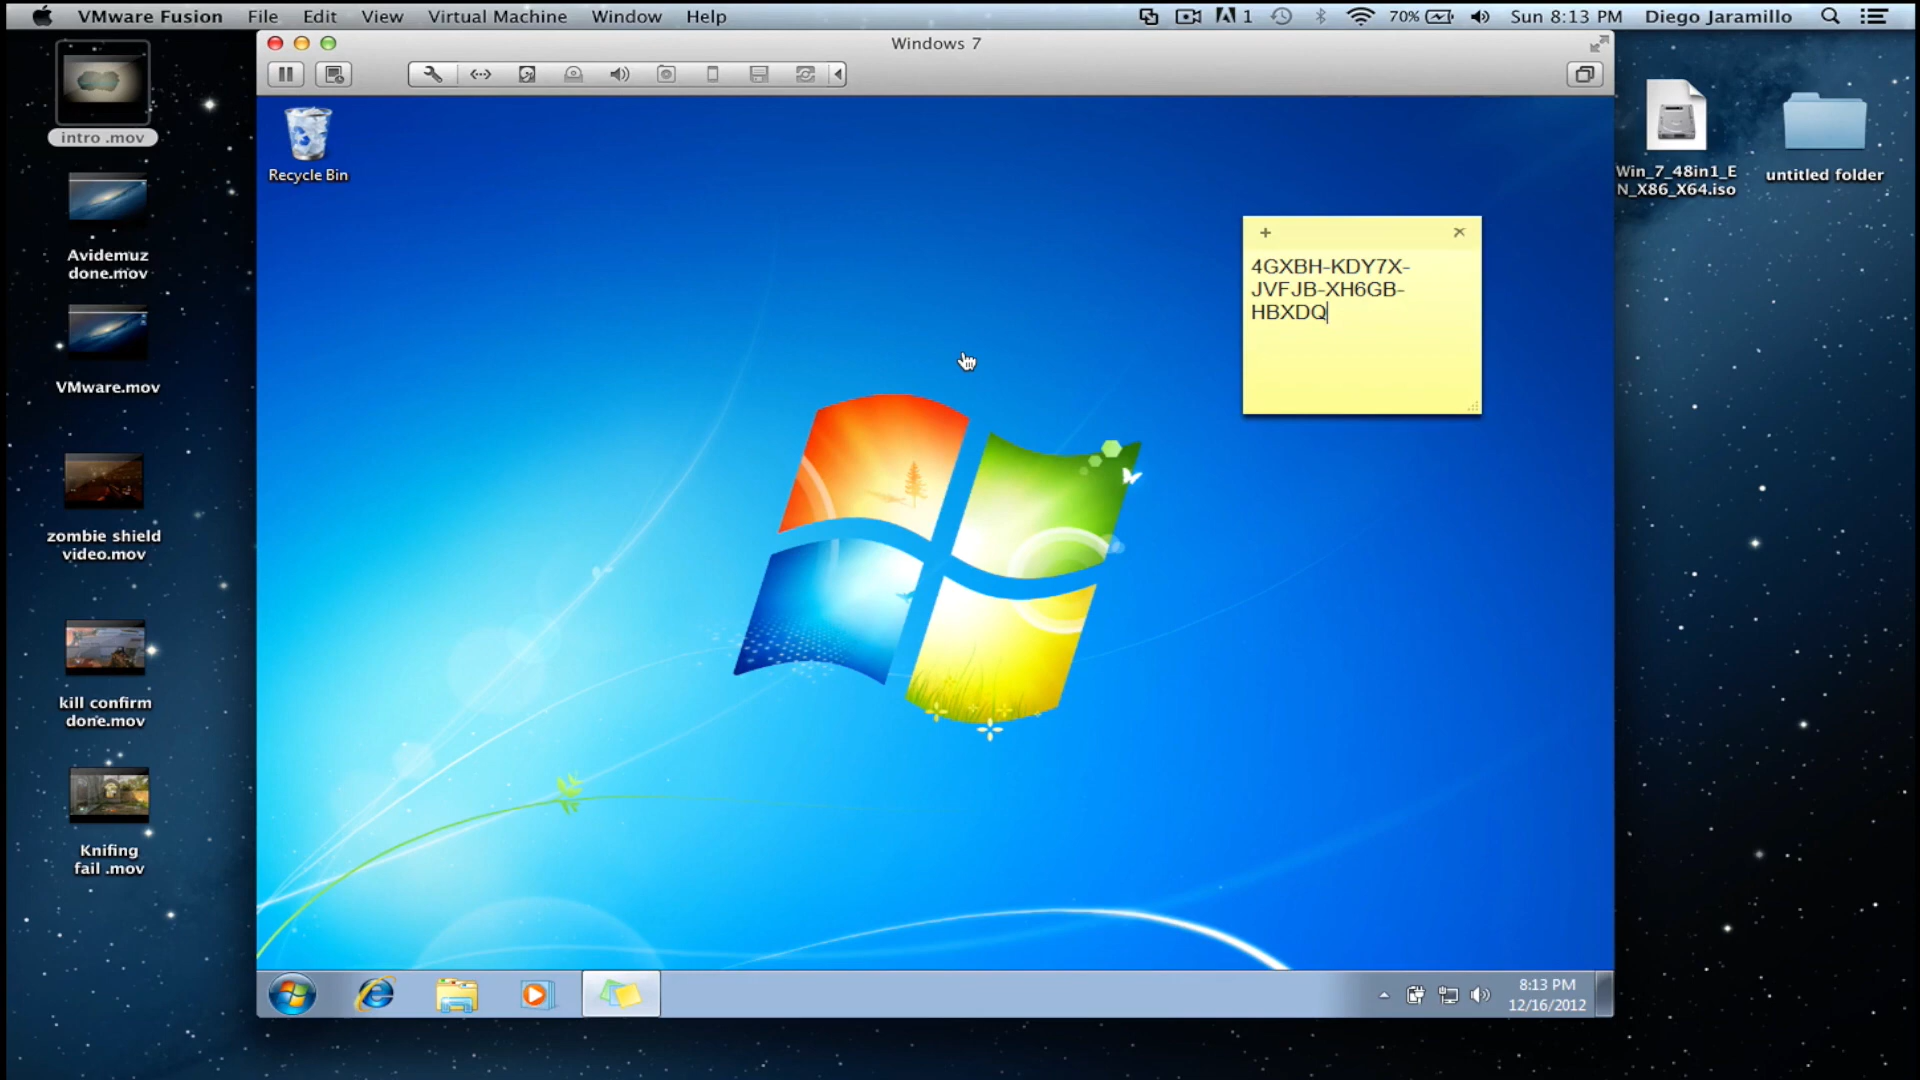 VMware Fusion File Edit View Virtual Machine Window Help
1 70% Sun 8:13 PM Diego Jaramillo
Windows 7
intro .mov
Avidemuz
done.mov
VMware.mov
zombie shield
video.mov
kill confirm
done.mov
Knifing
fail .mov
Recycle Bin
4GXBH-KDY7X-
JVFJB-XH6GB-
HBXDQ
Win_7_48in1_E
N_X86_X64.iso
untitled folder
8:13 PM
12/16/2012